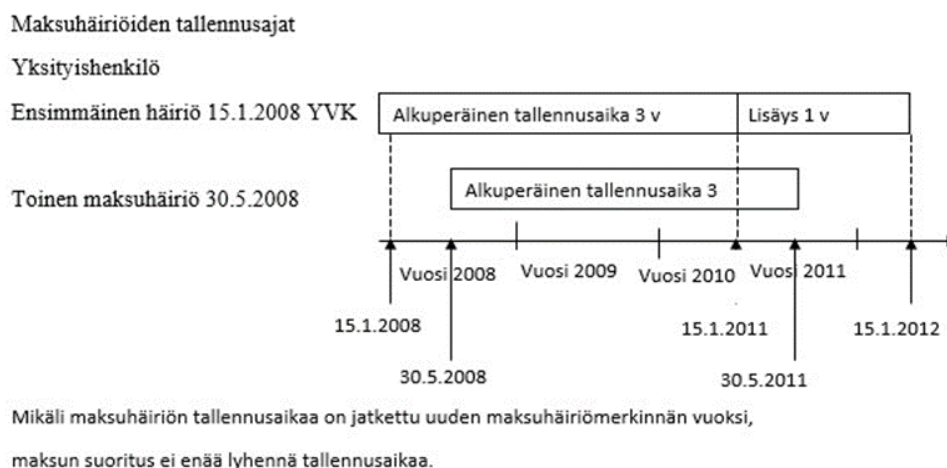 Maksuhäiriöiden tallennusajat
Yksityishenkilö
Ensimmäinen häiriö 15.1.2008 YVK
Alkuperäinen tallennusaika 3 v
Lisäys 1 v
Toinen maksuhäiriö 30.5.2008
Alkuperäinen tallennusaika 3
Vuosi 2008
Vuosi 2009
Vuosi 2010
Vuosi 2011
15.1.2008
15.1.2011
15.1.2012
30.5.2008
30.5.2011
Mikäli maksuhäiriön tallennusaikaa on jatkettu uuden maksuhäiriömerkinnän vuoksi,
maksun suoritus ei enää lyhennä tallennusaikaa.